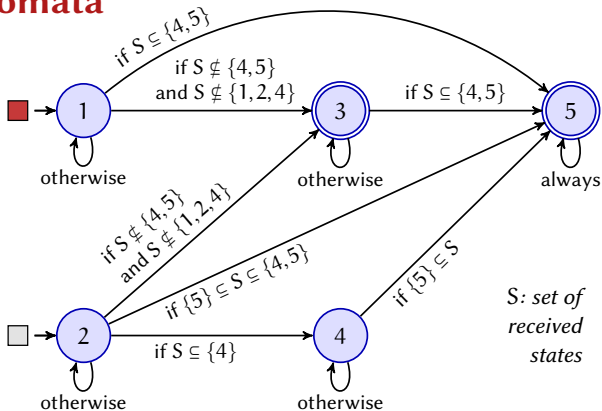 omata
if S ⊆ {4,5}
if S ⊈ {4,5}
and S ⊈ {1,2,4}
if S ⊆ {4,5}
1
3
5
otherwise
otherwise
always
if S ⊈ {4,5}
and S ⊈ {1,2,4}
if {5} ⊆ S ⊆ {4,5}
if {5} ⊆ S
S: set of
received
states
2
4
if S ⊆ {4}
otherwise
otherwise